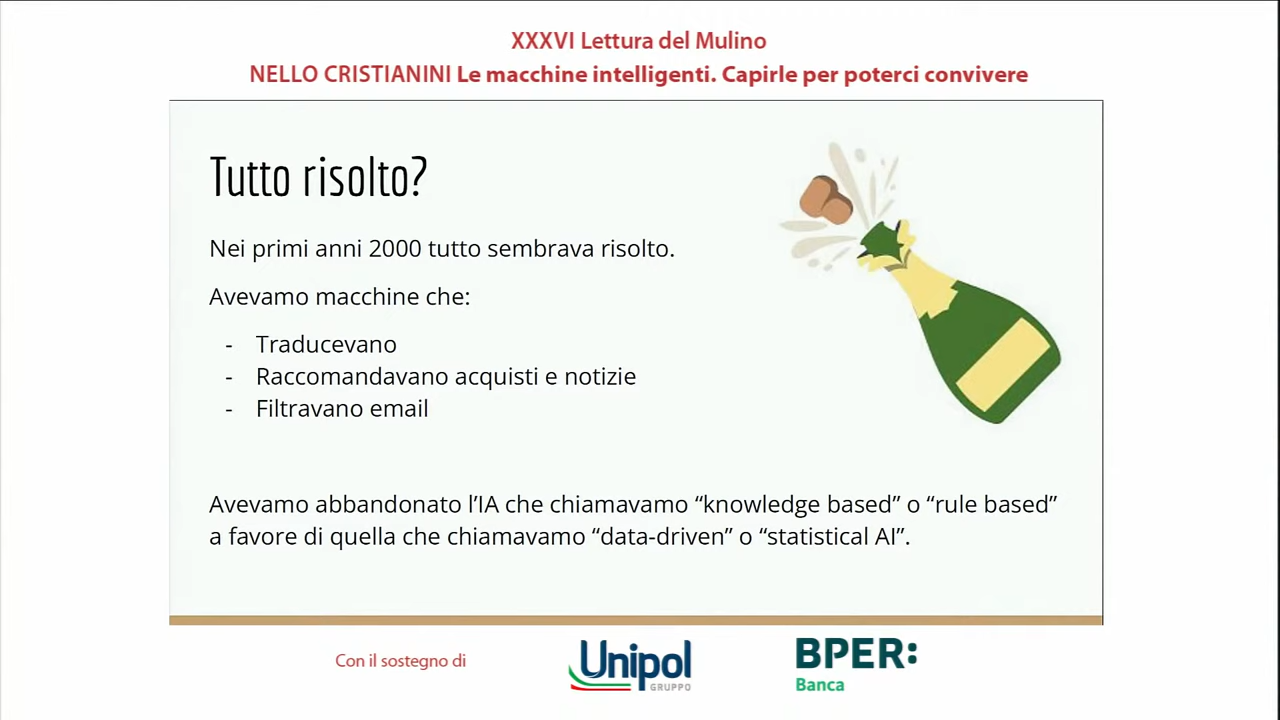 XXXVI Lettura del Mulino
NELLO CRISTIANINI Le macchine intelligenti. Capirle per poterci convivere
Tutto risolto?
Nei primi anni 2000 tutto sembrava risolto.
Avevamo macchine che:
- Traducevano
- Raccomandavano acquisti e notizie
- Filtravano email
Avevamo abbandonato l’IA che chiamavamo “knowledge based” o “rule based”
a favore di quella che chiamavamo “data-driven” o “statistical AI”.
Con il sostegno di
Unipol
GRUPPO
BPER:
Banca